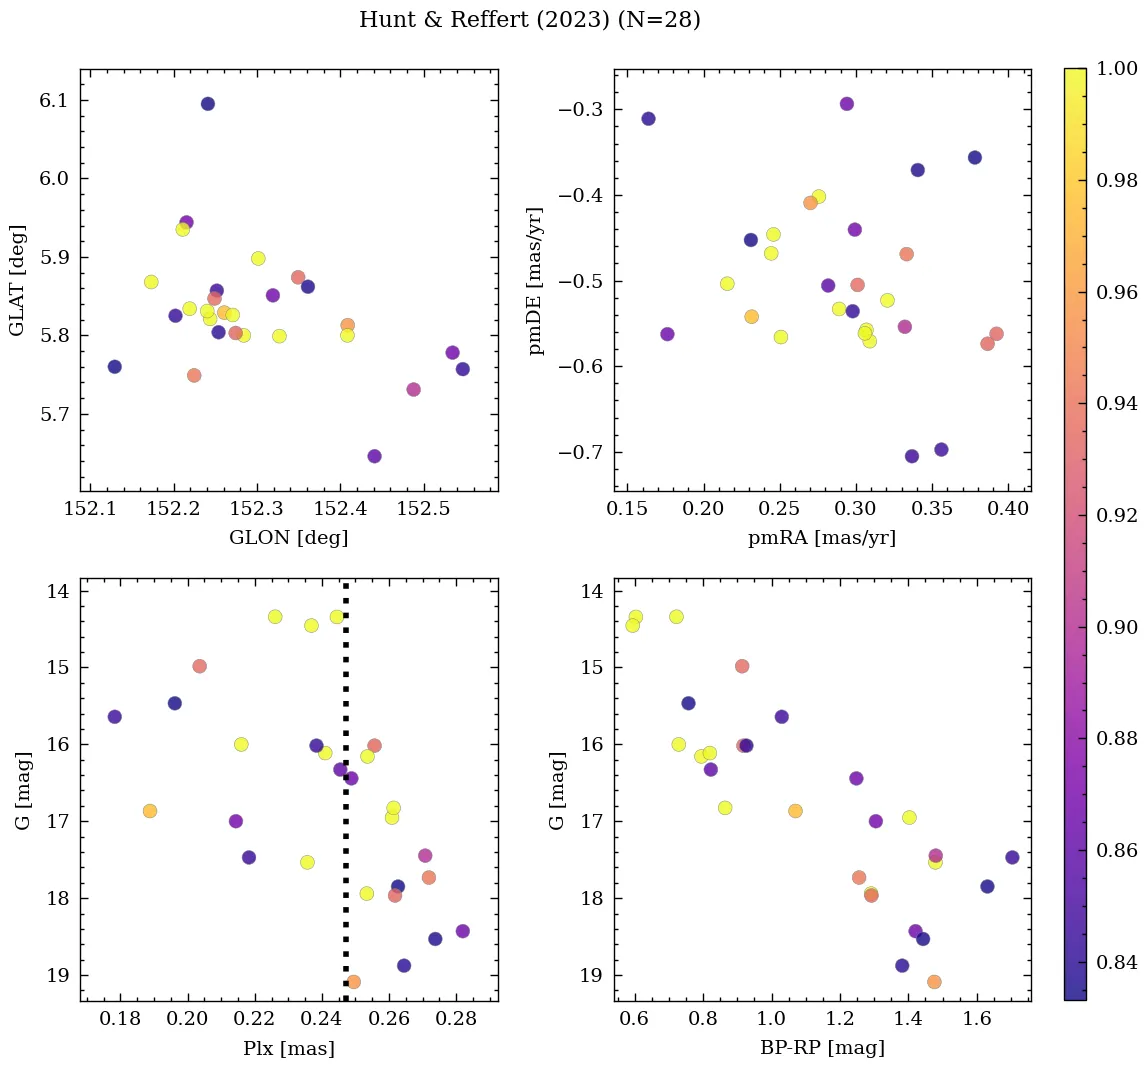 Hunt & Reffert (2023) (N=28)
6.1
6.0
5.9
5.8
5.7
GLAT [deg]
152.1 152.2 152.3 152.4 152.5
GLON [deg]
−0.3
−0.4
−0.5
−0.6
−0.7
pmDE [mas/yr]
0.15 0.20 0.25 0.30 0.35 0.40
pmRA [mas/yr]
14
15
16
17
18
19
G [mag]
0.18 0.20 0.22 0.24 0.26 0.28
Plx [mas]
14
15
16
17
18
19
G [mag]
0.6 0.8 1.0 1.2 1.4 1.6
BP-RP [mag]
1.00
0.98
0.96
0.94
0.92
0.90
0.88
0.86
0.84